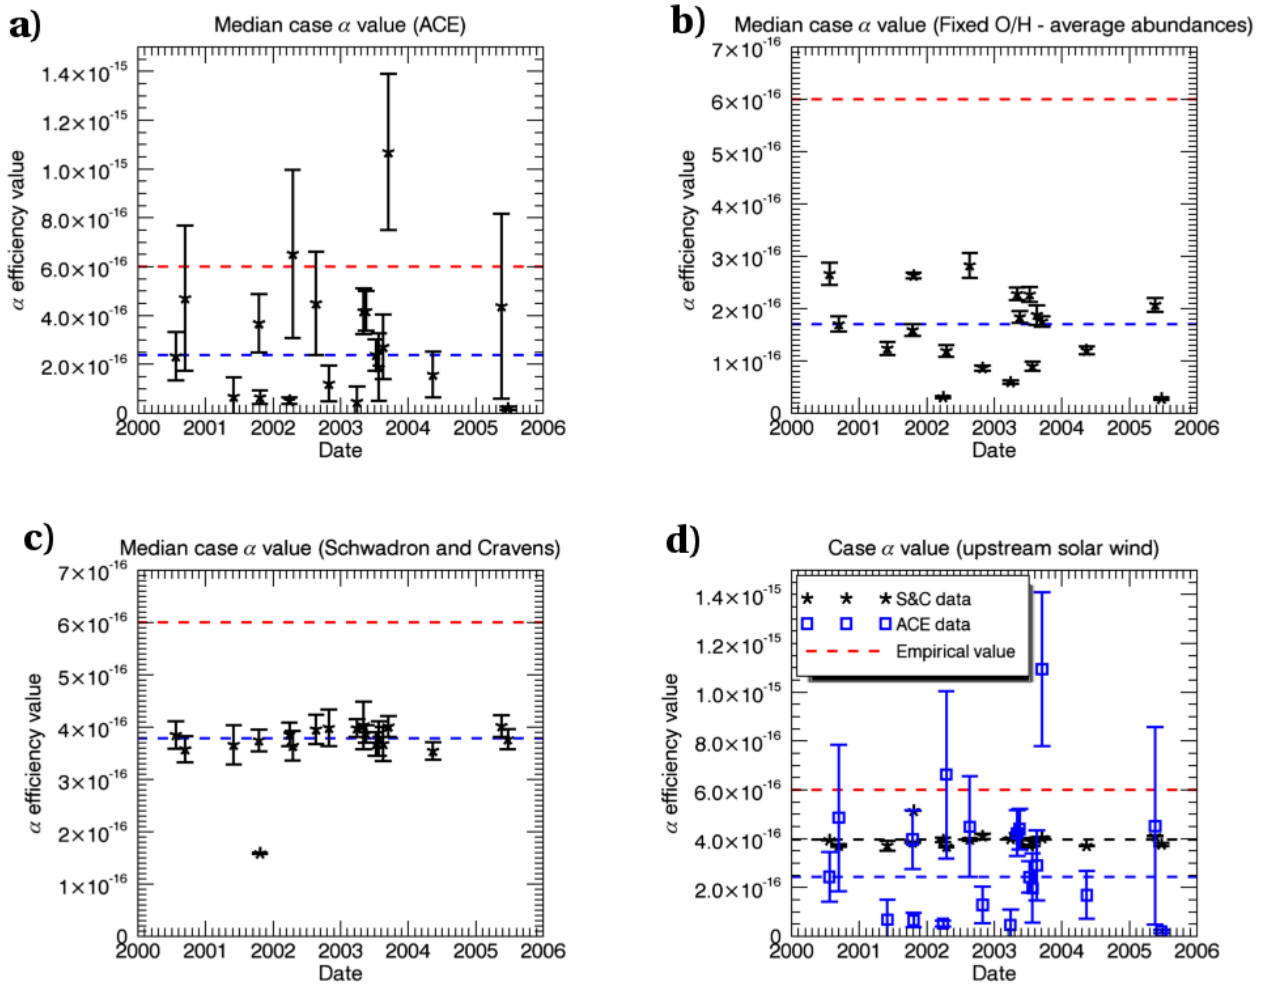 a)
Median case α value (ACE)
α efficiency value
1.4×10⁻¹⁵
1.2×10⁻¹⁵
1.0×10⁻¹⁵
8.0×10⁻¹⁶
6.0×10⁻¹⁶
4.0×10⁻¹⁶
2.0×10⁻¹⁶
0
2000 2001 2002 2003 2004 2005 2006
Date
b)
Median case α value (Fixed O/H - average abundances)
α efficiency value
7×10⁻¹⁶
6×10⁻¹⁶
5×10⁻¹⁶
4×10⁻¹⁶
3×10⁻¹⁶
2×10⁻¹⁶
1×10⁻¹⁶
0
2000 2001 2002 2003 2004 2005 2006
Date
c)
Median case α value (Schwadron and Cravens)
α efficiency value
7×10⁻¹⁶
6×10⁻¹⁶
5×10⁻¹⁶
4×10⁻¹⁶
3×10⁻¹⁶
2×10⁻¹⁶
1×10⁻¹⁶
0
2000 2001 2002 2003 2004 2005 2006
Date
d)
Case α value (upstream solar wind)
α efficiency value
1.4×10⁻¹⁵
1.2×10⁻¹⁵
1.0×10⁻¹⁵
8.0×10⁻¹⁶
6.0×10⁻¹⁶
4.0×10⁻¹⁶
2.0×10⁻¹⁶
0
S&C data
ACE data
Empirical value
2000 2001 2002 2003 2004 2005 2006
Date